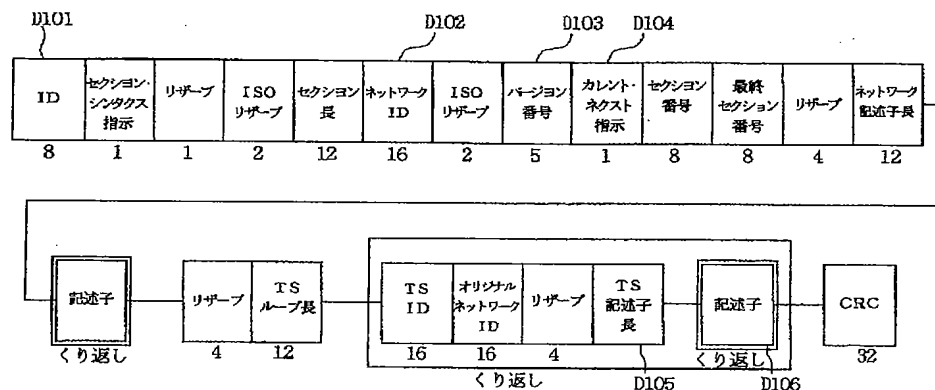 D101
D102
D103
D104
ID
セクション・シンタクス指示
リザーブ
ISOリザーブ
セクション長
ネットワークID
ISOリザーブ
バージョン番号
カレント・ネクスト指示
セクション番号
最終セクション番号
リザーブ
ネットワーク記述子長
8
1
1
2
12
16
2
5
1
8
8
4
12
記述子
くり返し
リザーブ
TSループ長
4
12
TS ID
オリジナルネットワークID
リザーブ
TS記述子長
16
16
4
12
記述子
くり返し
くり返し
D105
D106
CRC
32